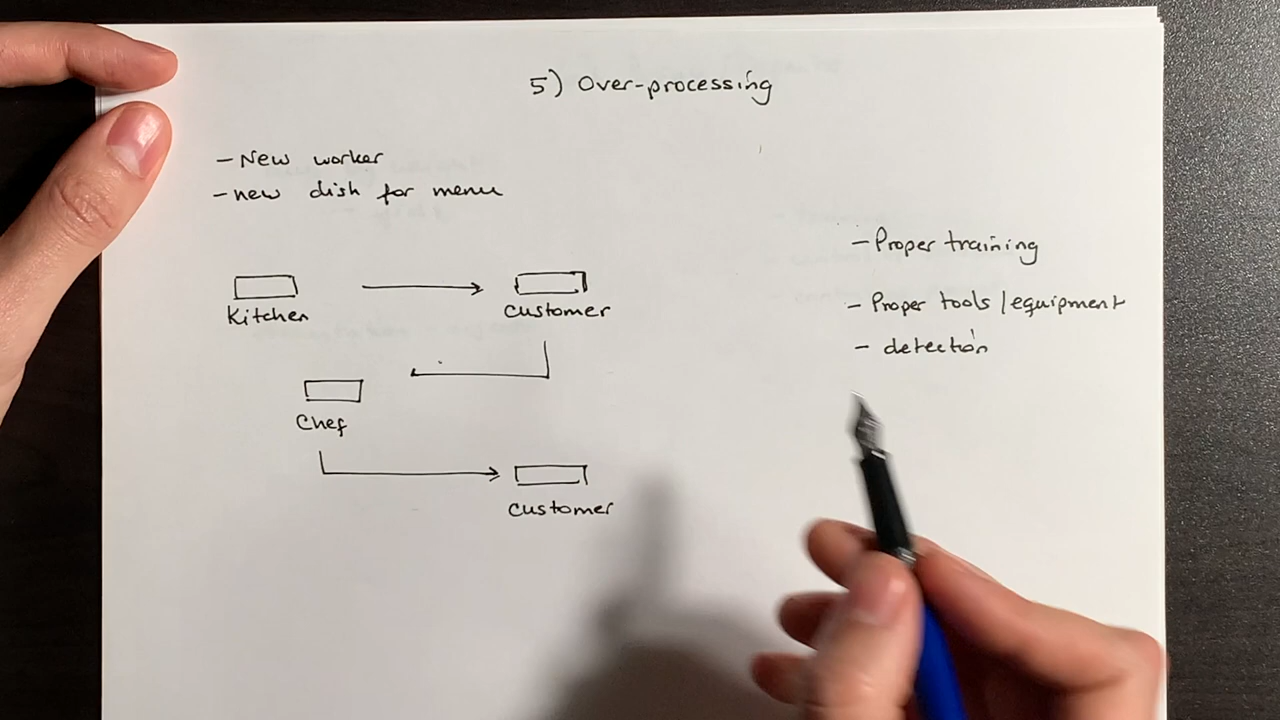 5) Over-processing
- New worker
- new dish for menu
- Proper training
- Proper tools/equipment
- detection
Kitchen
customer
Chef
customer